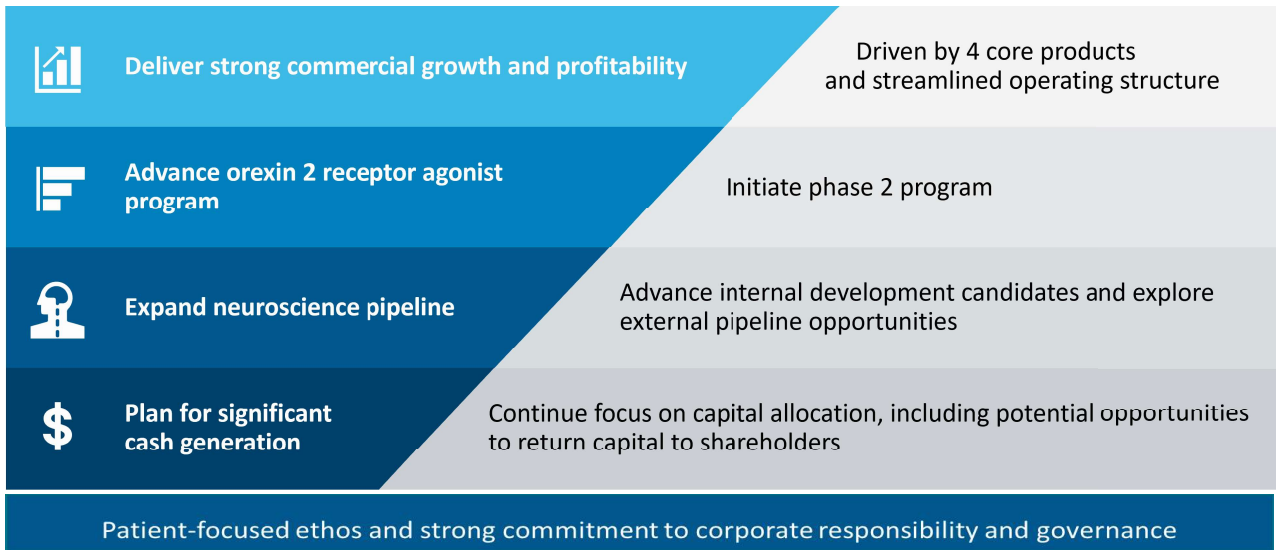 Deliver strong commercial growth and profitability
Driven by 4 core products
and streamlined operating structure
Advance orexin 2 receptor agonist
program
Initiate phase 2 program
Expand neuroscience pipeline
Advance internal development candidates and explore
external pipeline opportunities
$
Plan for significant
cash generation
Continue focus on capital allocation, including potential opportunities
to return capital to shareholders
Patient-focused ethos and strong commitment to corporate responsibility and governance